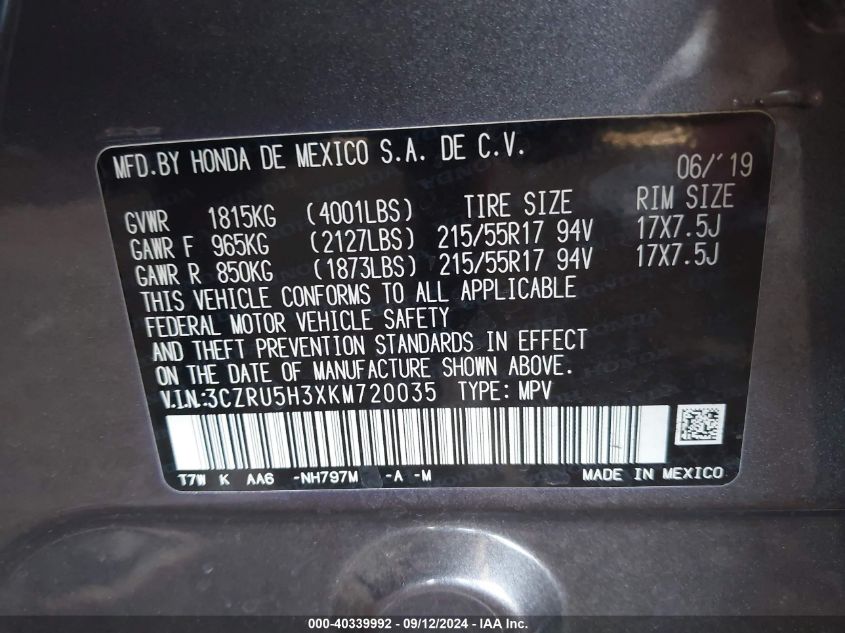 MFD.BY HONDA DE MEXICO S.A. DE C.V. 06/'19
GVWR 1815KG (4001LBS) TIRE SIZE RIM SIZE
GAWR F 965KG (2127LBS) 215/55R17 94V 17X7.5J
GAWR R 850KG (1873LBS) 215/55R17 94V 17X7.5J
THIS VEHICLE CONFORMS TO ALL APPLICABLE
FEDERAL MOTOR VEHICLE SAFETY
AND THEFT PREVENTION STANDARDS IN EFFECT
ON THE DATE OF MANUFACTURE SHOWN ABOVE.
V.I.N.:3CZRU5H3XKM720035 TYPE: MPV
T7W K AA6 -NH797M -A -M MADE IN MEXICO
000-40339992 - 09/12/2024 - IAA Inc.